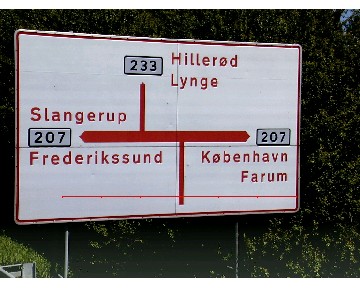 233 Hillerød
Lynge
Slangerup
207 207
Frederikssund København
Farum